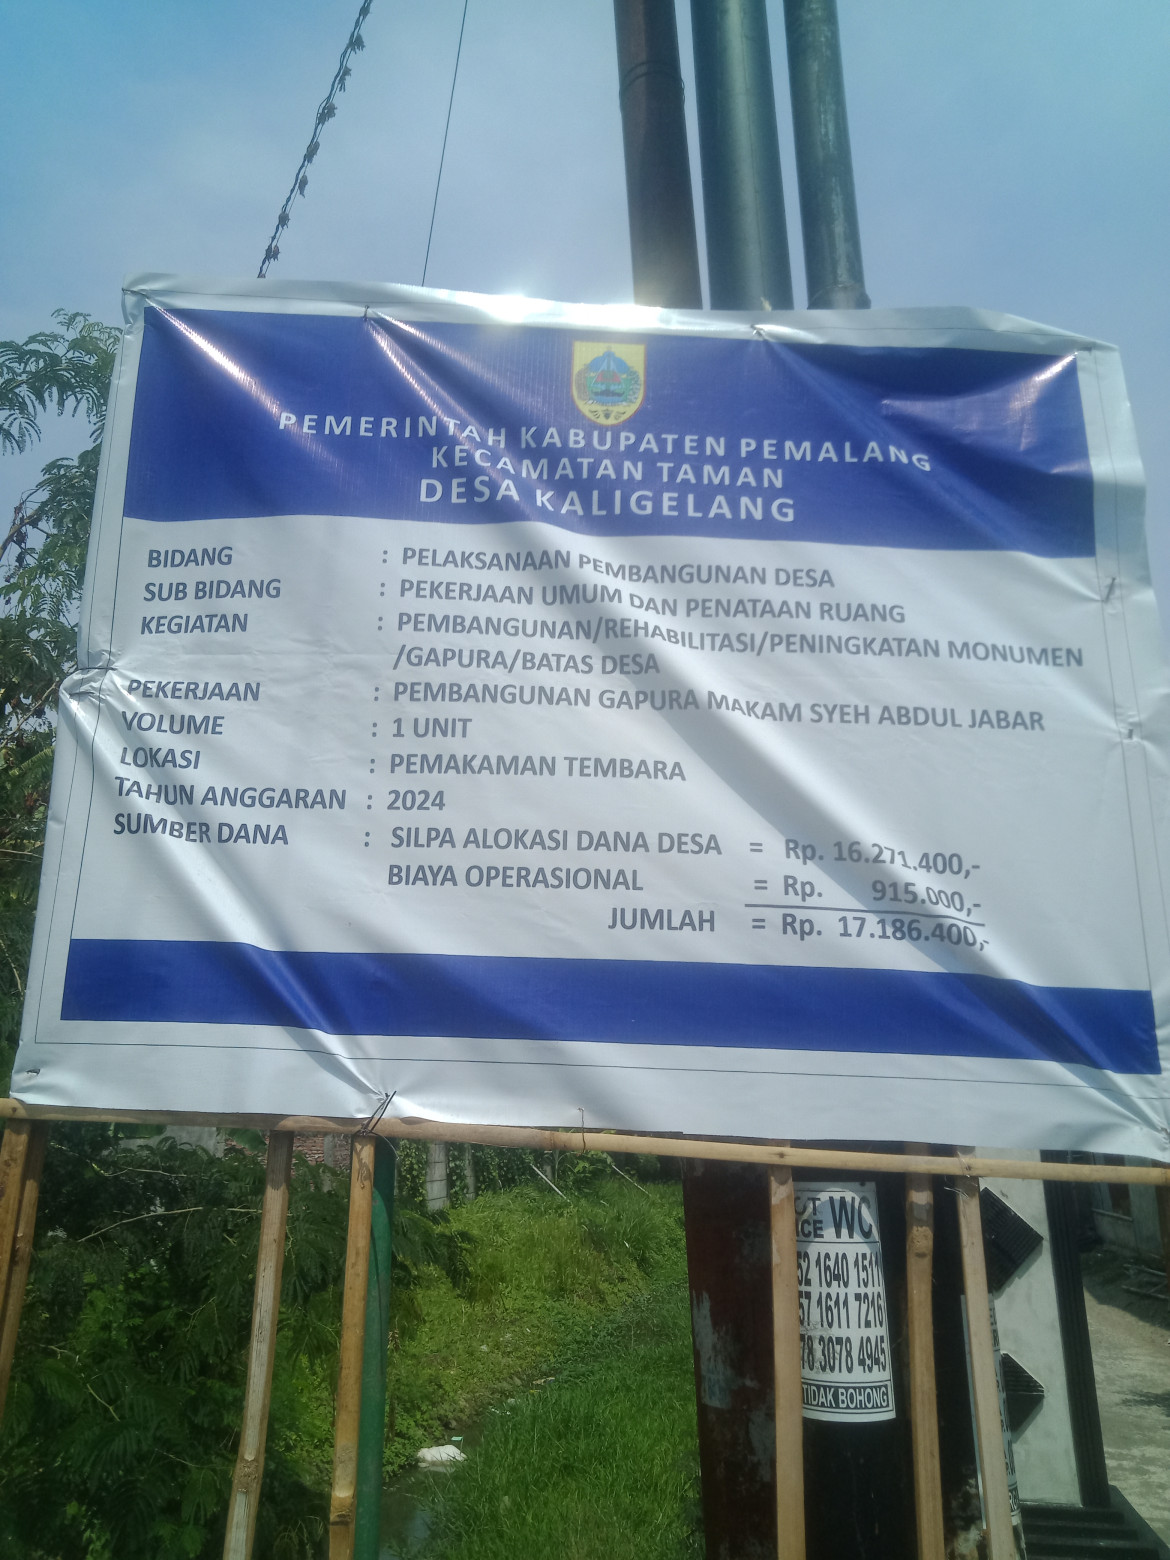 PEMERINTAH KABUPATEN PEMALANG
KECAMATAN TAMAN
DESA KALIGELANG
BIDANG : PELAKSANAAN PEMBANGUNAN DESA
SUB BIDANG : PEKERJAAN UMUM DAN PENATAAN RUANG
KEGIATAN : PEMBANGUNAN/REHABILITASI/PENINGKATAN MONUMEN
/GAPURA/BATAS DESA
PEKERJAAN : PEMBANGUNAN GAPURA MAKAM SYEH ABDUL JABAR
VOLUME : 1 UNIT
LOKASI : PEMAKAMAN TEMBARA
TAHUN ANGGARAN : 2024
SUMBER DANA : SILPA ALOKASI DANA DESA = Rp. 16.271.400,-
BIAYA OPERASIONAL = Rp. 915.000,-
JUMLAH = Rp. 17.186.400,-
WC
1640 1511
1611 7216
78 3078 4945
TIDAK BOHONG